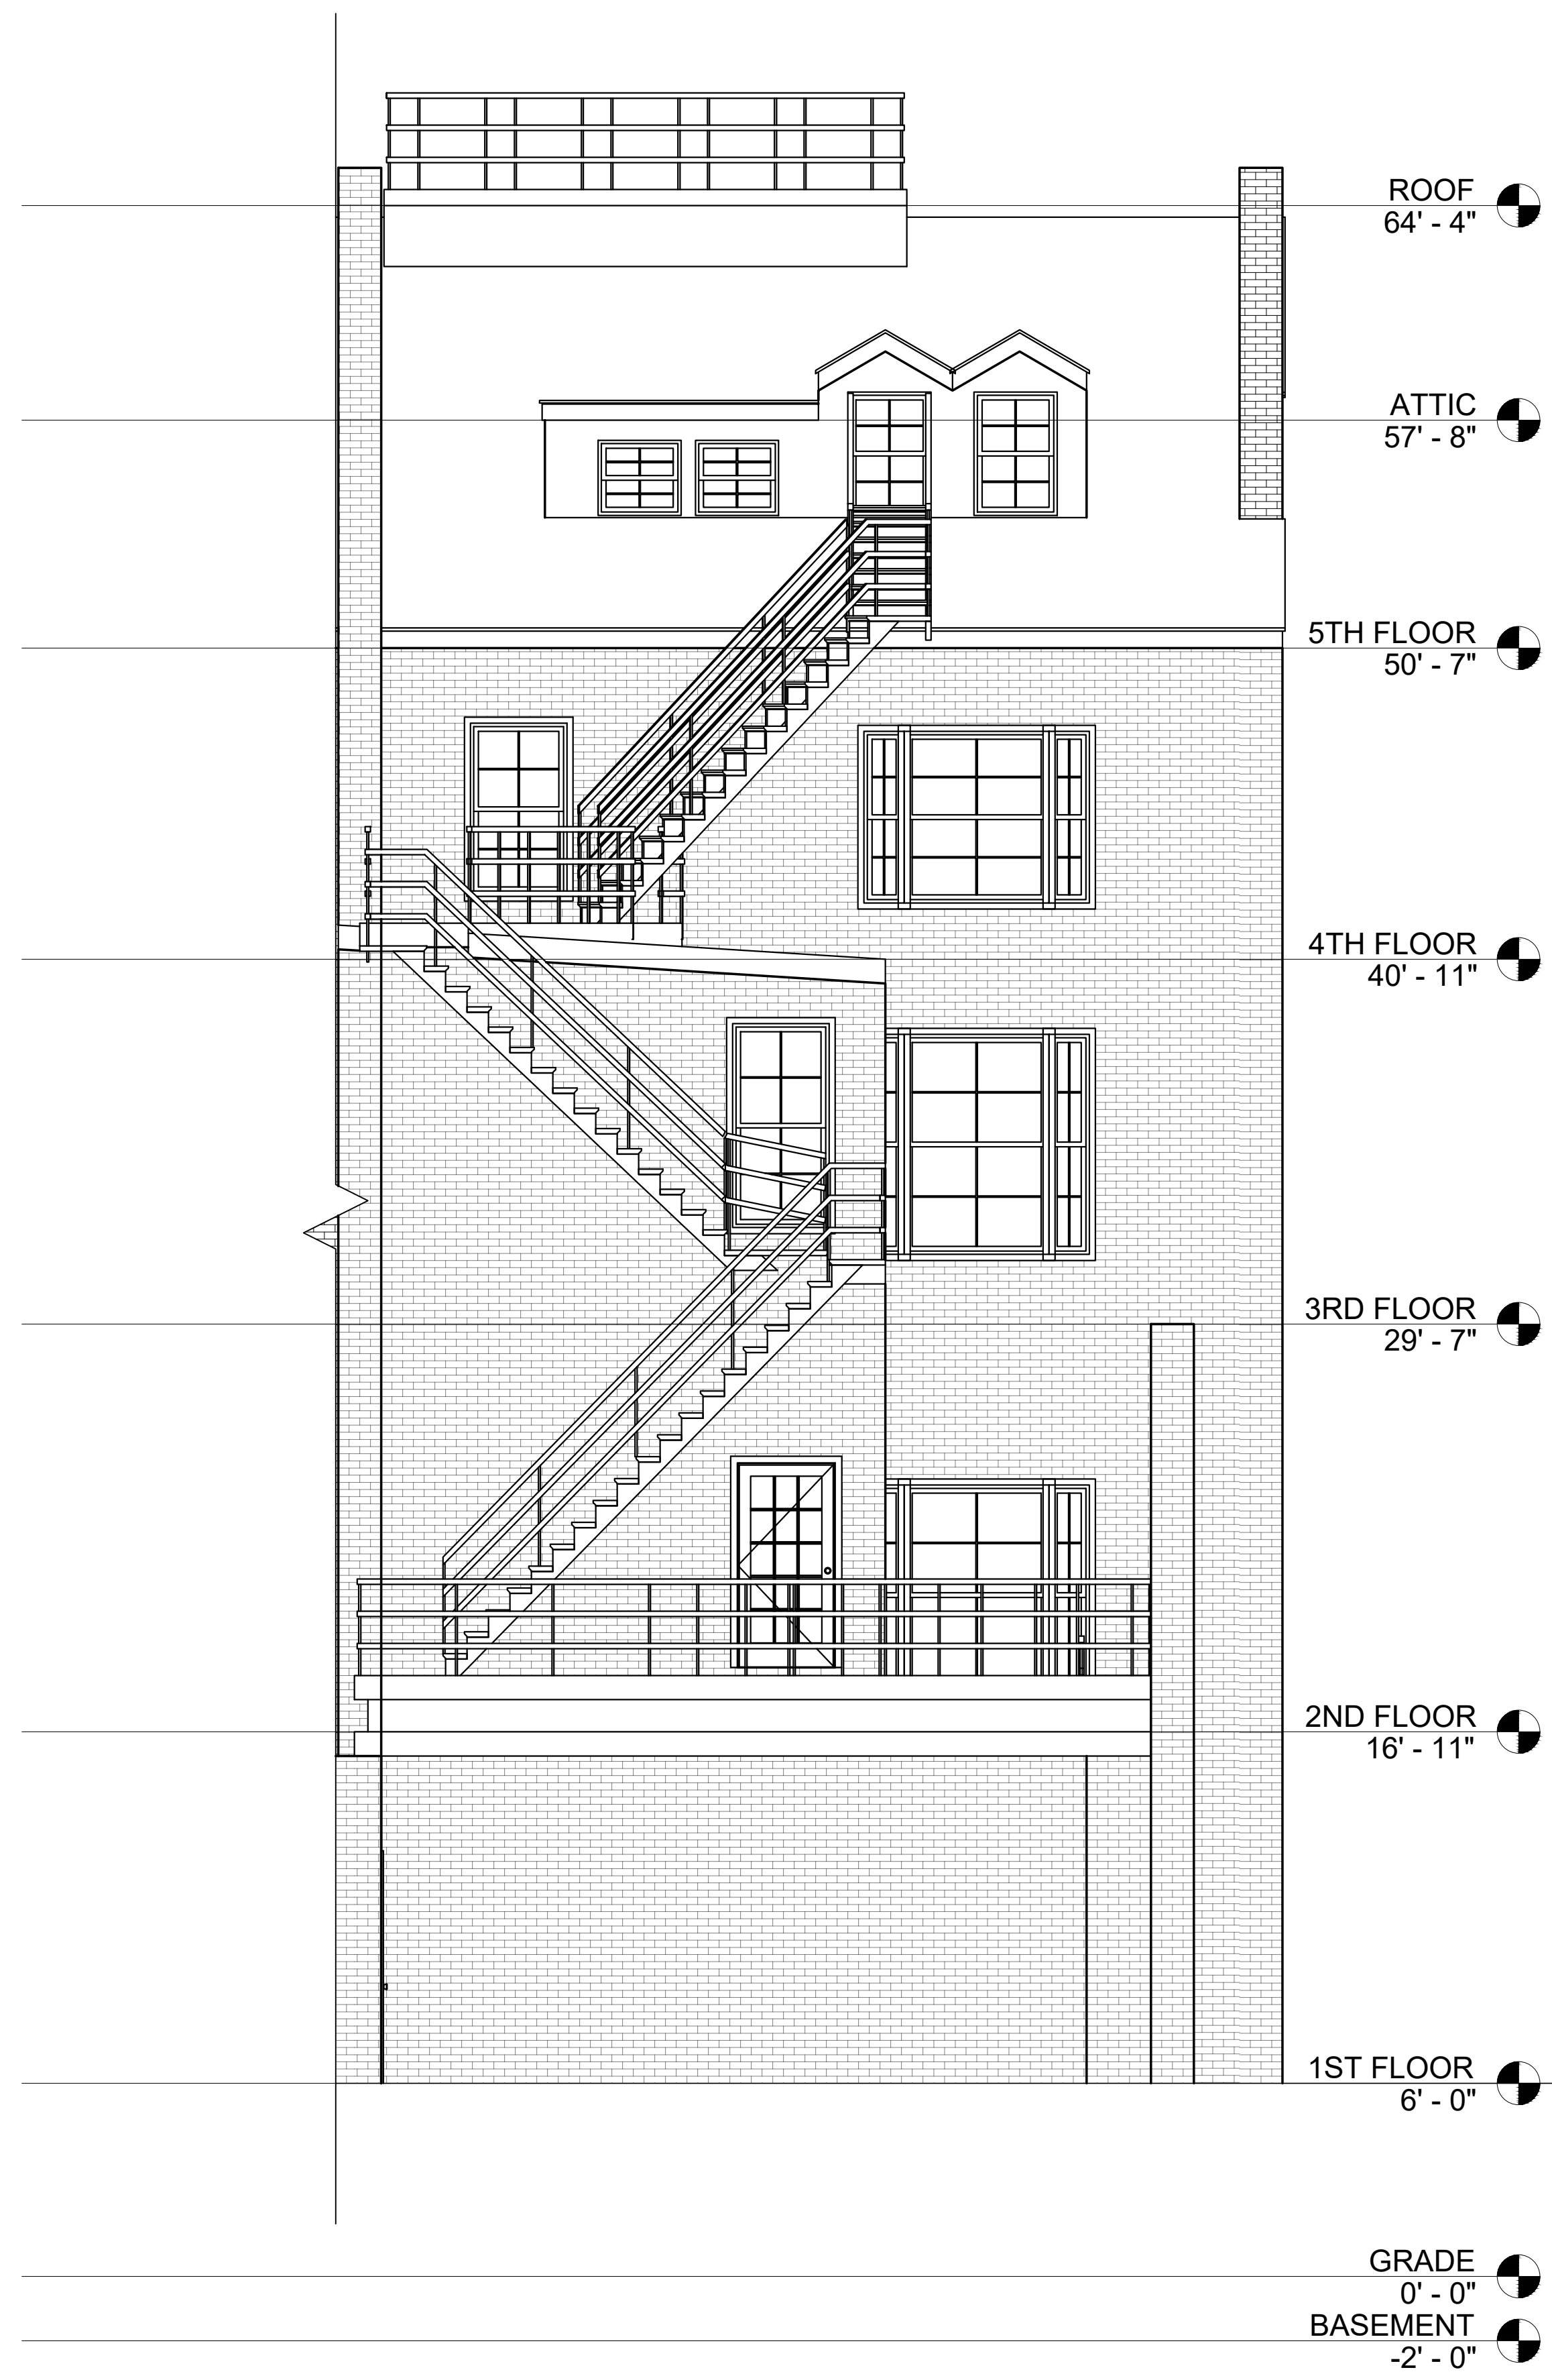 ROOF
64' - 4"
ATTIC
57' - 8"
5TH FLOOR
50' - 7"
4TH FLOOR
40' - 11"
3RD FLOOR
29' - 7"
2ND FLOOR
16' - 11"
1ST FLOOR
6' - 0"
GRADE
0' - 0"
BASEMENT
-2' - 0"